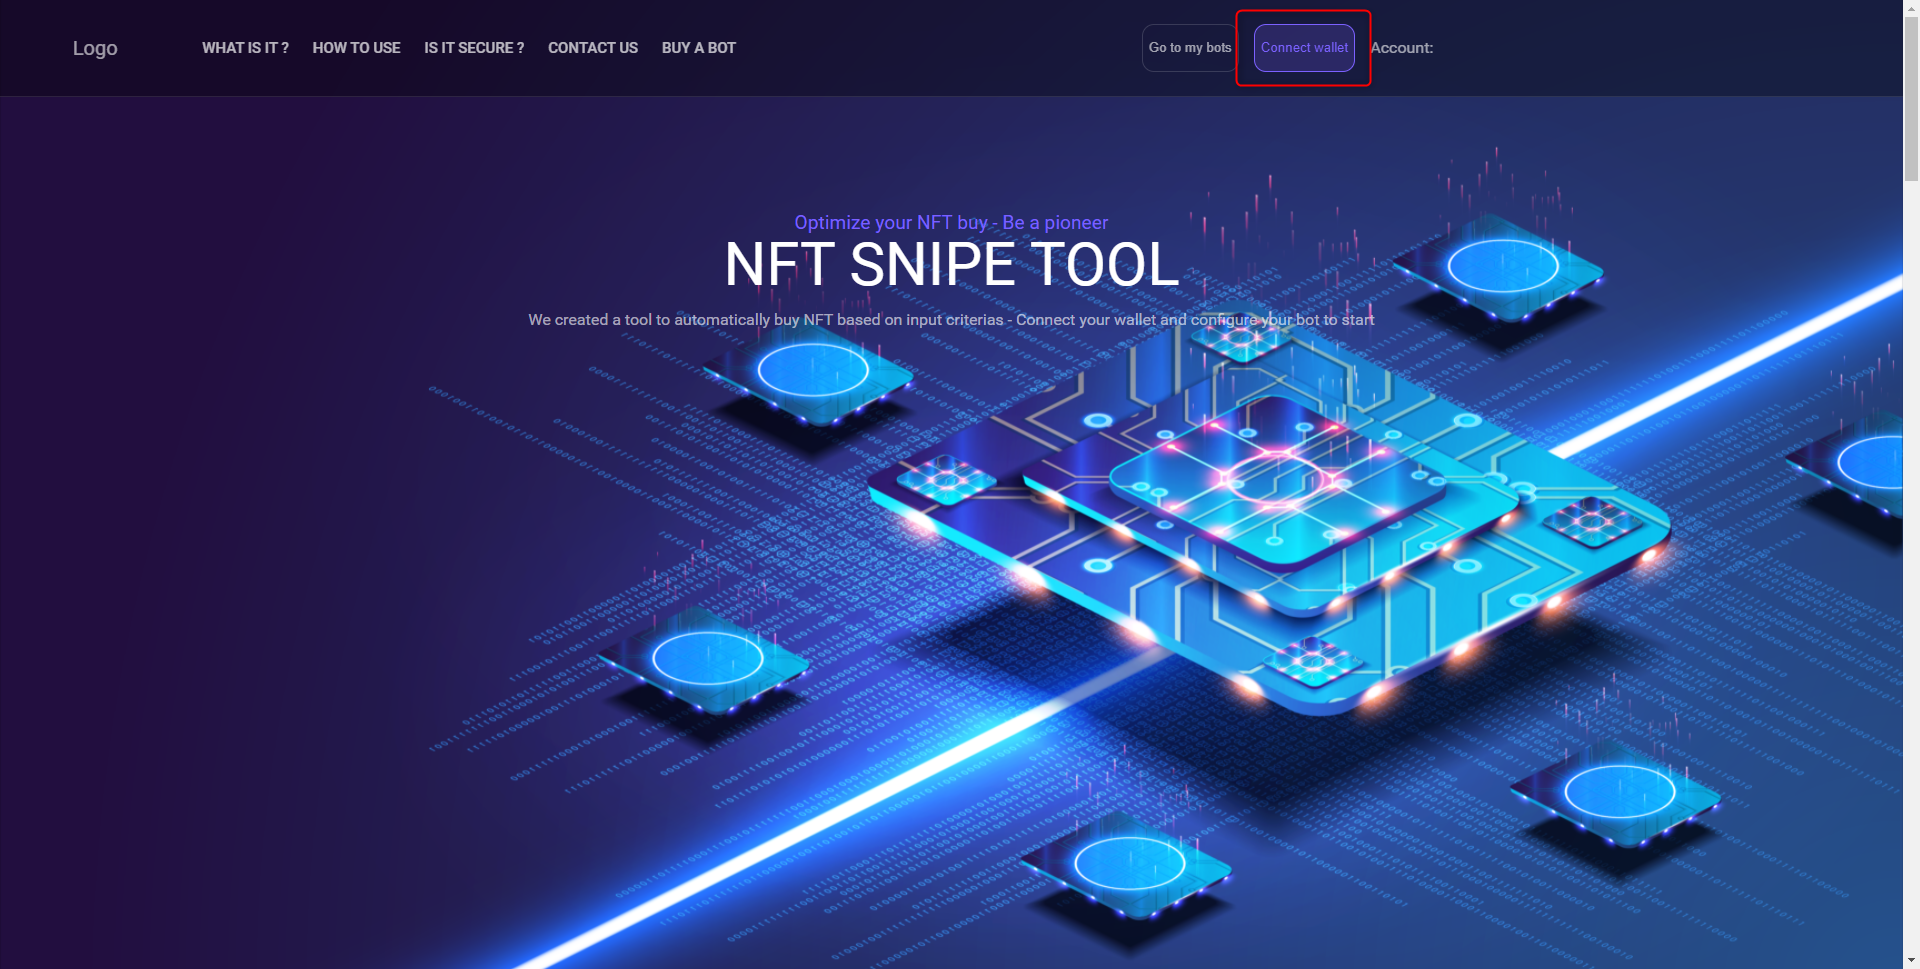 Logo
WHAT IS IT ?
HOW TO USE
IS IT SECURE ?
CONTACT US
BUY A BOT
Go to my bots
Connect wallet
Account:
Optimize your NFT buy - Be a pioneer
NFT SNIPE TOOL
We created a tool to automatically buy NFT based on input criterias - Connect your wallet and configure your bot to start